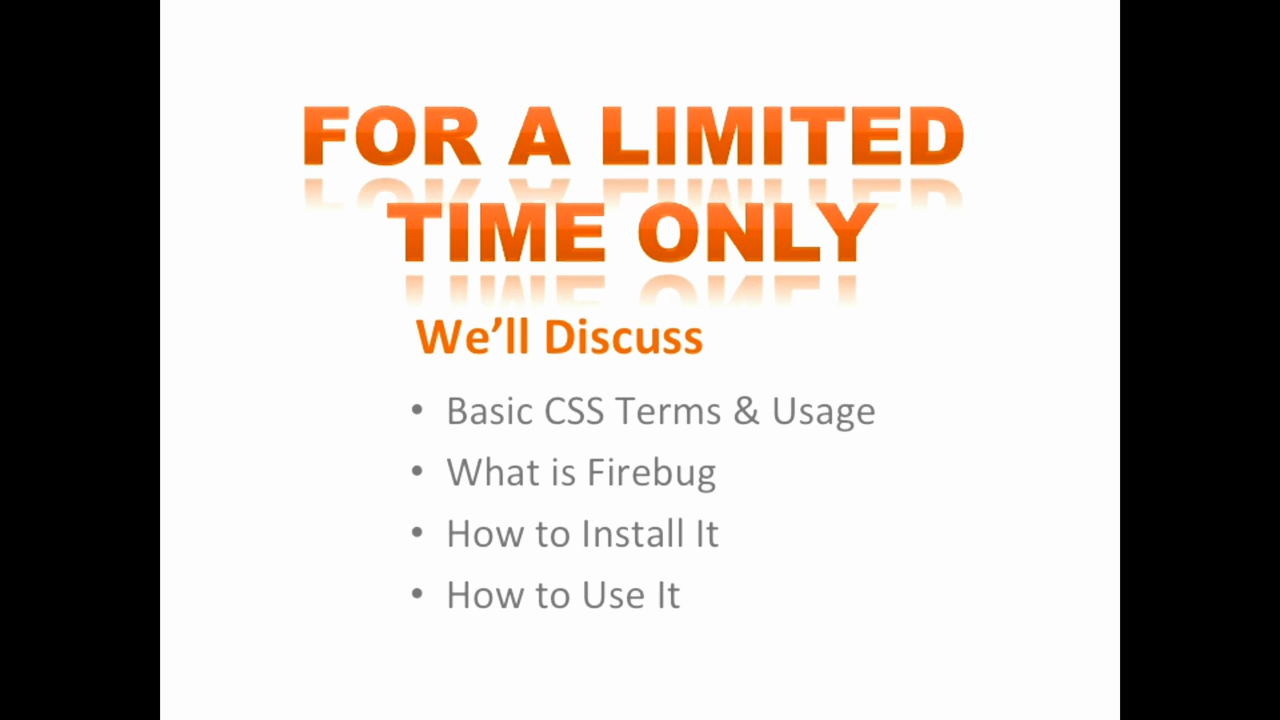 FOR A LIMITED
TIME ONLY
We’ll Discuss
• Basic CSS Terms & Usage
• What is Firebug
• How to Install It
• How to Use It